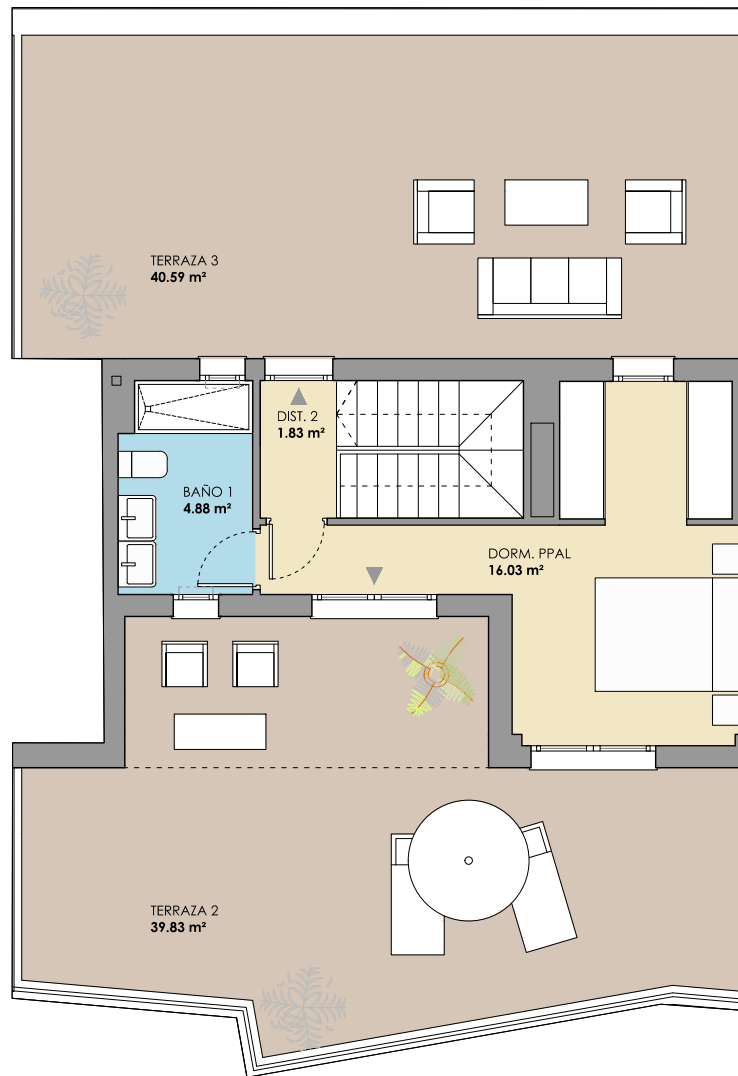 TERRAZA 3
40.59 m²
DIST. 2
1.83 m²
BAÑO 1
4.88 m²
DORM. PPAL
16.03 m²
TERRAZA 2
39.83 m²